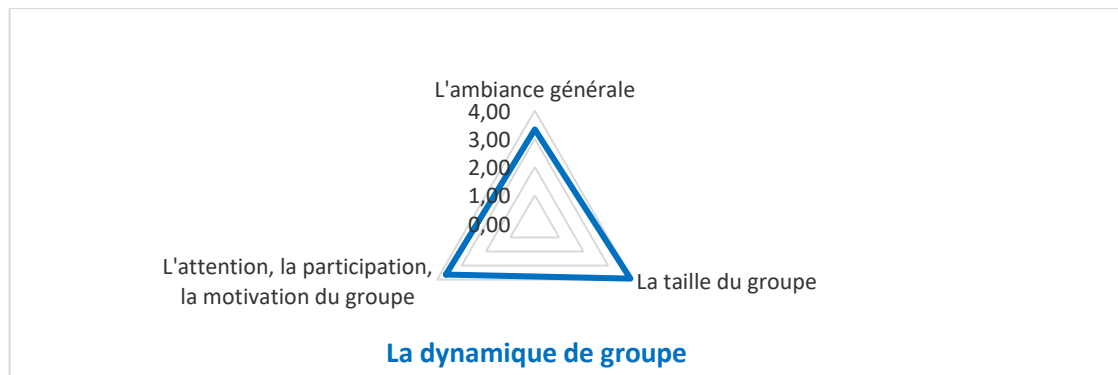 L'ambiance générale
4,00
3,00
2,00
1,00
0,00
L'attention, la participation,
la motivation du groupe
La taille du groupe
La dynamique de groupe